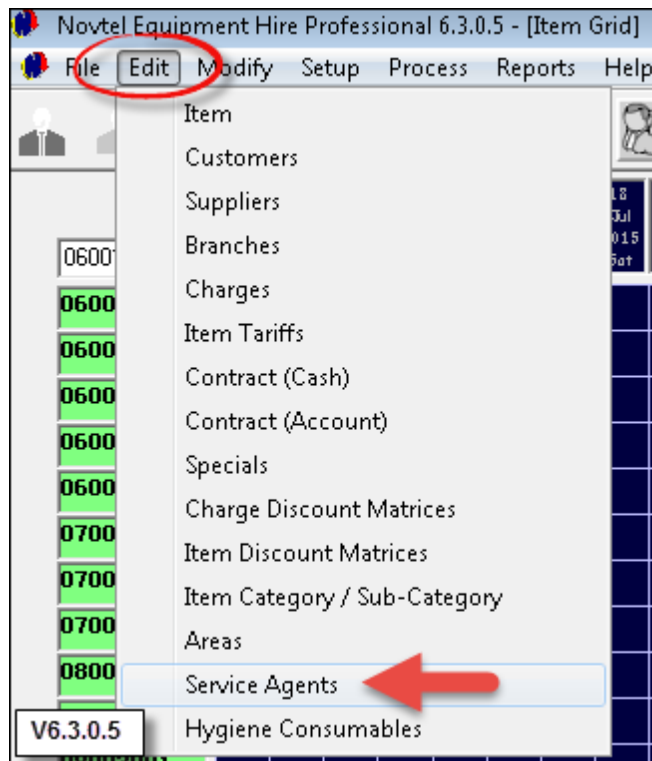 Novtel Equipment Hire Professional 6.3.0.5 - [Item Grid]
File Edit Modify Setup Process Reports Help
Item
Customers
Suppliers
Branches
Charges
Item Tariffs
Contract (Cash)
Contract (Account)
Specials
Charge Discount Matrices
Item Discount Matrices
Item Category / Sub-Category
Areas
Service Agents
Hygiene Consumables
18
Jul
015
Sat
0600
0600
0600
0600
0600
0600
0700
0700
0700
0800
V6.3.0.5